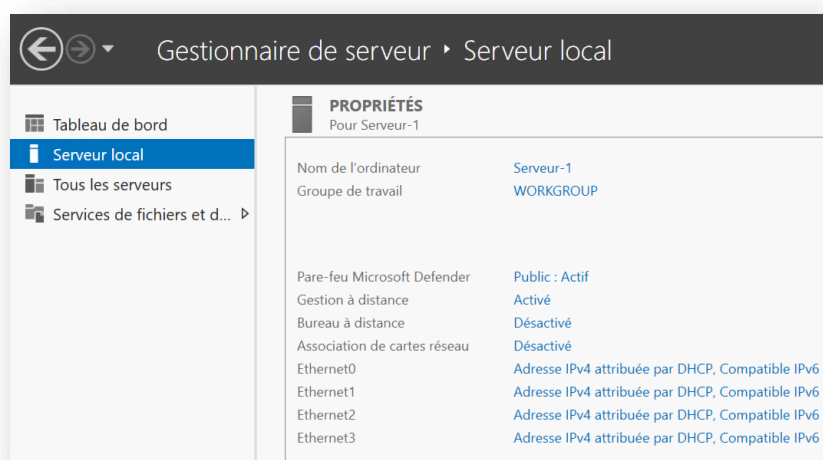 Gestionnaire de serveur ‣ Serveur local
Tableau de bord
Serveur local
Tous les serveurs
Services de fichiers et d...
PROPRIÉTÉS
Pour Serveur-1
Nom de l'ordinateur Serveur-1
Groupe de travail WORKGROUP
Pare-feu Microsoft Defender Public : Actif
Gestion à distance Activé
Bureau à distance Désactivé
Association de cartes réseau Désactivé
Ethernet0 Adresse IPv4 attribuée par DHCP, Compatible IPv6
Ethernet1 Adresse IPv4 attribuée par DHCP, Compatible IPv6
Ethernet2 Adresse IPv4 attribuée par DHCP, Compatible IPv6
Ethernet3 Adresse IPv4 attribuée par DHCP, Compatible IPv6